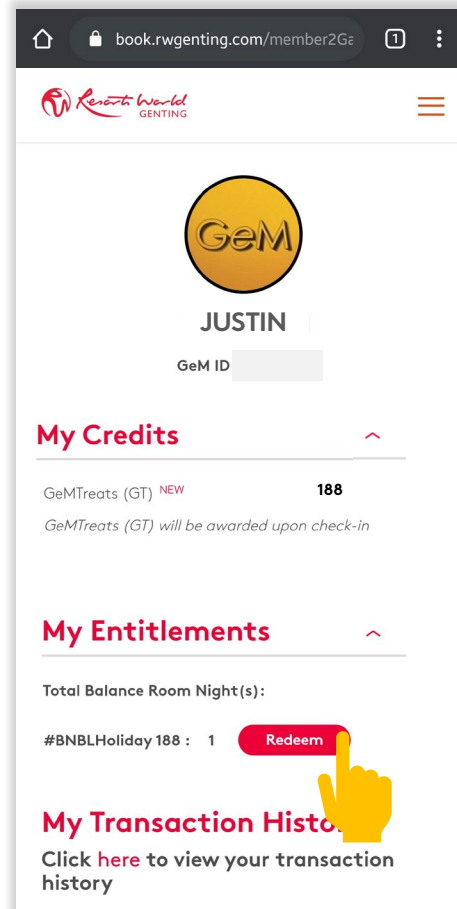 book.rwgenting.com/member2Ga
1
RW Resorts World
GENTING
GeM
JUSTIN
GeM ID
My Credits
GeMTreats (GT) NEW 188
GeMTreats (GT) will be awarded upon check-in
My Entitlements
Total Balance Room Night(s):
#BNBLHoliday 188 : 1 Redeem
My Transaction Histo
Click here to view your transaction
history